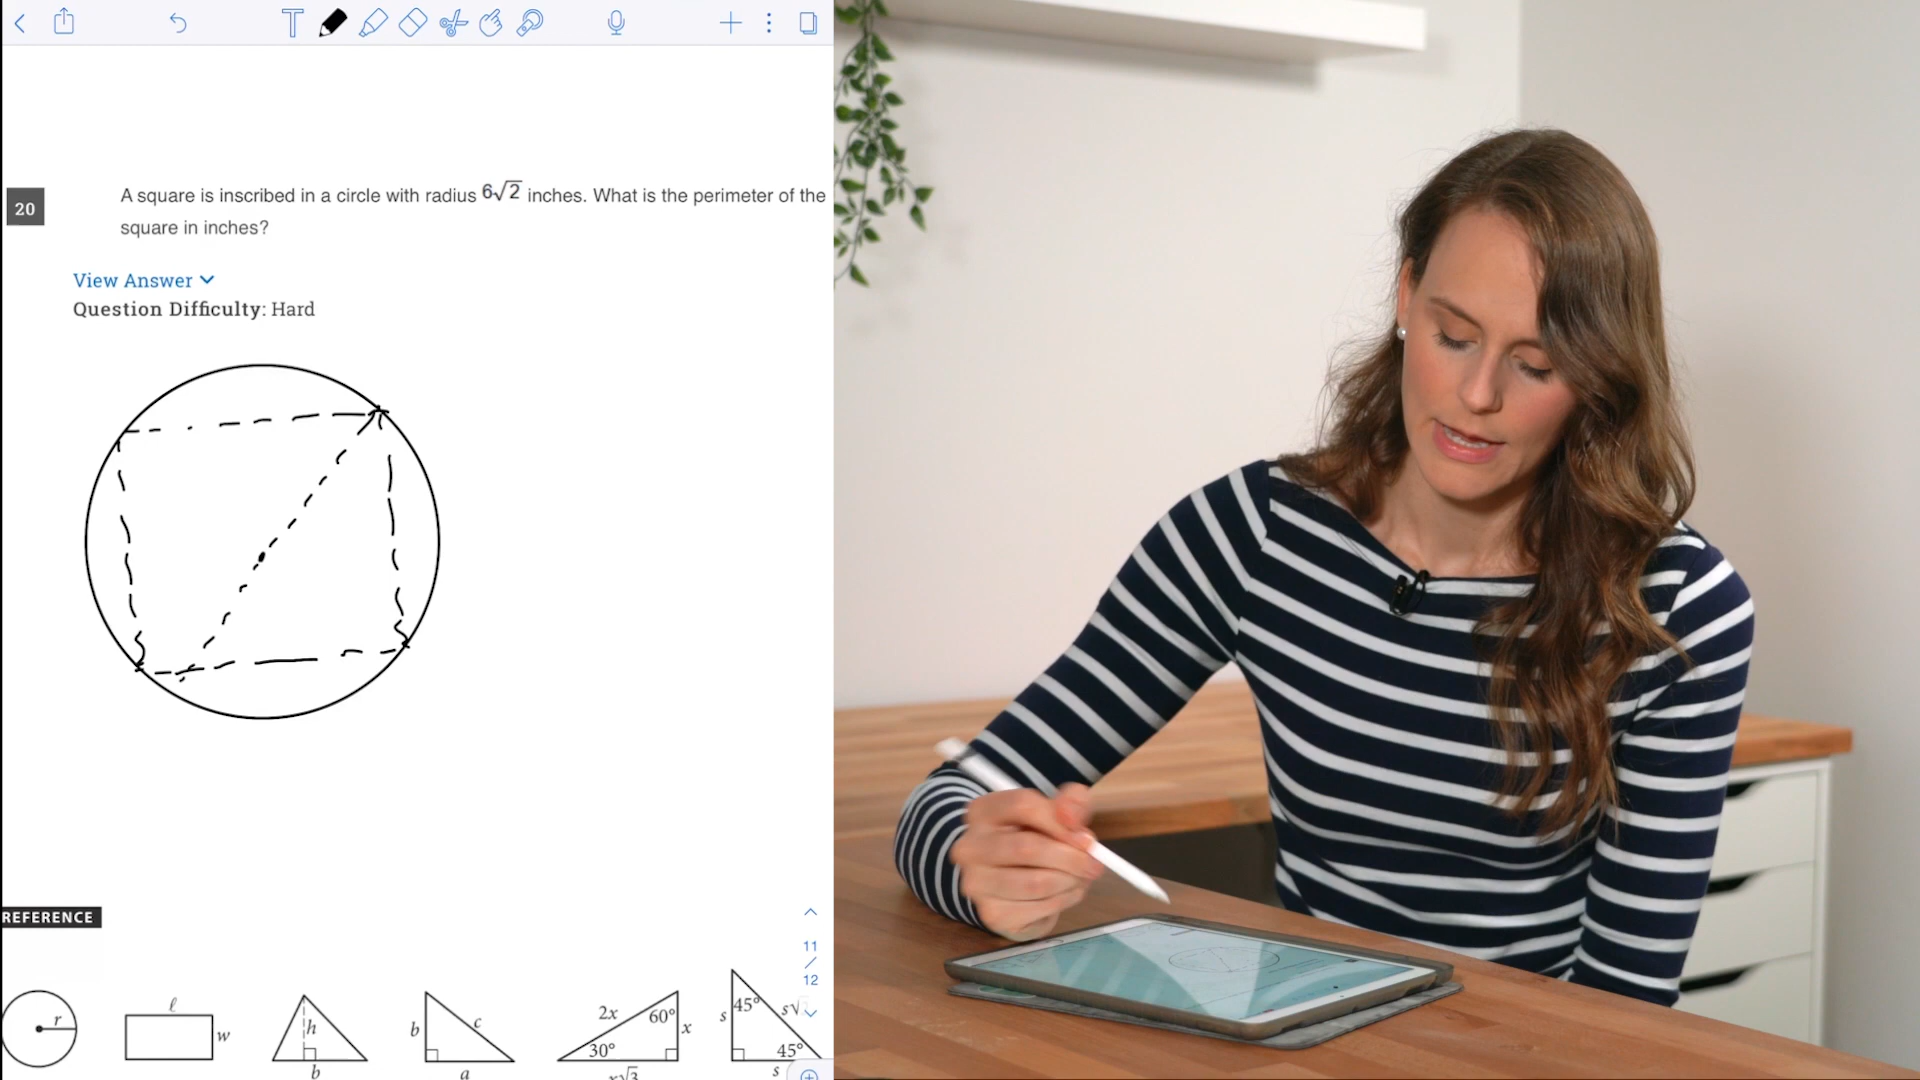 20
A square is inscribed in a circle with radius 6√2 inches. What is the perimeter of the
square in inches?
View Answer
Question Difficulty: Hard
REFERENCE
11
/
12
r
ℓ
w
h
b
b
c
a
2x
60°
x
30°
x√3
s
45°
s√
45°
s